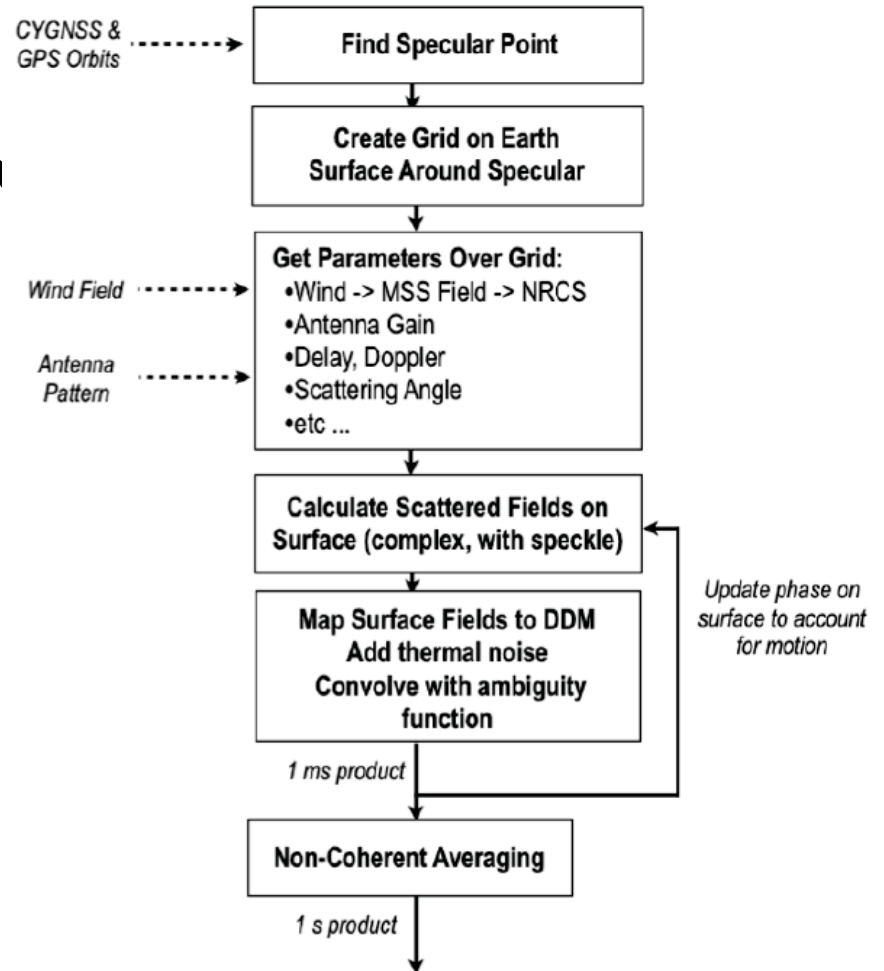 CYGNSS &
GPS Orbits
Find Specular Point
Create Grid on Earth
Surface Around Specular
Wind Field
Antenna
Pattern
Get Parameters Over Grid:
•Wind -> MSS Field -> NRCS
•Antenna Gain
•Delay, Doppler
•Scattering Angle
•etc ...
Calculate Scattered Fields on
Surface (complex, with speckle)
Update phase on
surface to account
for motion
Map Surface Fields to DDM
Add thermal noise
Convolve with ambiguity
function
1 ms product
Non-Coherent Averaging
1 s product